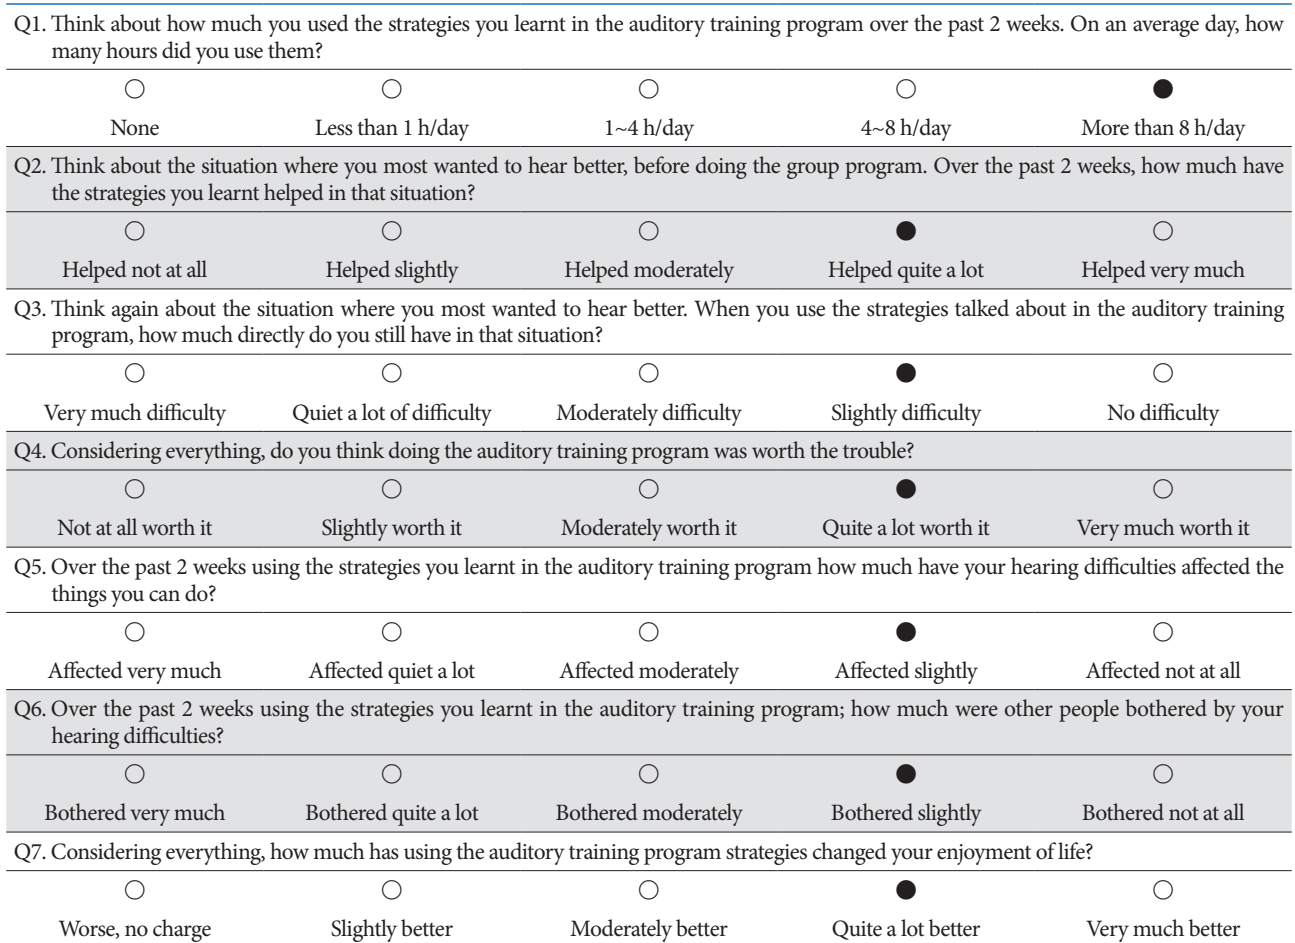 Q1. Think about how much you used the strategies you learnt in the auditory training program over the past 2 weeks. On an average day, how
many hours did you use them?
None Less than 1 h/day 1~4 h/day 4~8 h/day More than 8 h/day
Q2. Think about the situation where you most wanted to hear better, before doing the group program. Over the past 2 weeks, how much have
the strategies you learnt helped in that situation?
Helped not at all Helped slightly Helped moderately Helped quite a lot Helped very much
Q3. Think again about the situation where you most wanted to hear better. When you use the strategies talked about in the auditory training
program, how much directly do you still have in that situation?
Very much difficulty Quiet a lot of difficulty Moderately difficulty Slightly difficulty No difficulty
Q4. Considering everything, do you think doing the auditory training program was worth the trouble?
Not at all worth it Slightly worth it Moderately worth it Quite a lot worth it Very much worth it
Q5. Over the past 2 weeks using the strategies you learnt in the auditory training program how much have your hearing difficulties affected the
things you can do?
Affected very much Affected quiet a lot Affected moderately Affected slightly Affected not at all
Q6. Over the past 2 weeks using the strategies you learnt in the auditory training program; how much were other people bothered by your
hearing difficulties?
Bothered very much Bothered quite a lot Bothered moderately Bothered slightly Bothered not at all
Q7. Considering everything, how much has using the auditory training program strategies changed your enjoyment of life?
Worse, no charge Slightly better Moderately better Quite a lot better Very much better